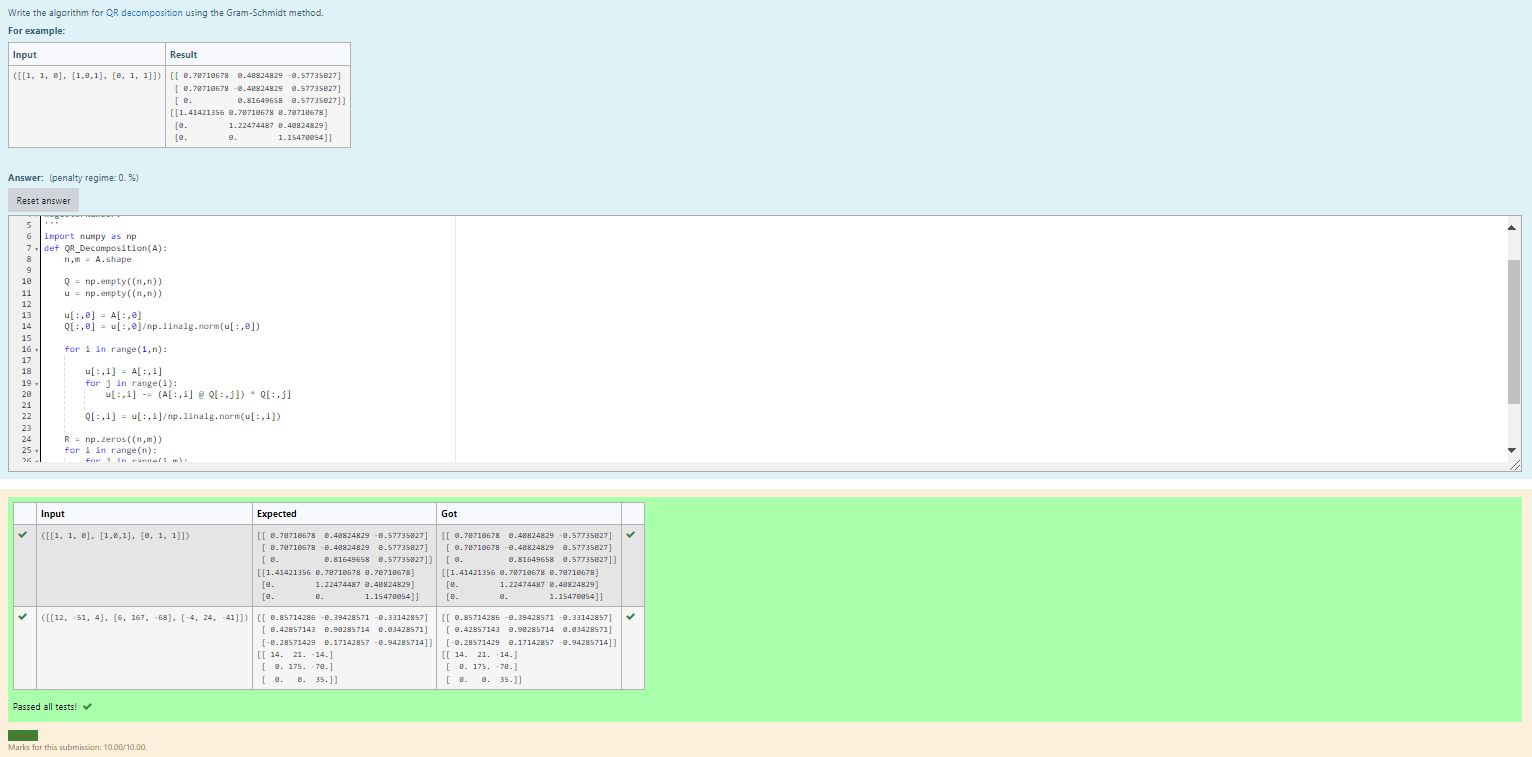 Write the algorithm for QR decomposition using the Gram-Schmidt method.
For example:
Input Result
([[1, 1, 0], [1,0,1], [0, 1, 1]]) [[ 0.70710678 0.40824829 -0.57735027]
[ 0.70710678 -0.40824829 0.57735027]
[ 0. 0.81649658 0.57735027]]
[[1.41421356 0.70710678 0.70710678]
[0. 1.22474487 0.40824829]
[0. 0. 1.15470054]]
Answer: (penalty regime: 0. %)
Reset answer
5 '''
6 import numpy as np
7 def QR_Decomposition(A):
8 n,m = A.shape
9
10 Q = np.empty((n,n))
11 u = np.empty((n,n))
12
13 u[:,0] = A[:,0]
14 Q[:,0] = u[:,0]/np.linalg.norm(u[:,0])
15
16 for i in range(1,n):
17
18 u[:,i] = A[:,i]
19 for j in range(i):
20 u[:,i] -= (A[:,i] @ Q[:,j]) * Q[:,j]
21
22 Q[:,i] = u[:,i]/np.linalg.norm(u[:,i])
23
24 R = np.zeros((n,m))
25 for i in range(n):
26 for j in range(i,m):
Input Expected Got
([[1, 1, 0], [1,0,1], [0, 1, 1]]) [[ 0.70710678 0.40824829 -0.57735027] [[ 0.70710678 0.40824829 -0.57735027]
[ 0.70710678 -0.40824829 0.57735027] [ 0.70710678 -0.40824829 0.57735027]
[ 0. 0.81649658 0.57735027]] [ 0. 0.81649658 0.57735027]]
[[1.41421356 0.70710678 0.70710678] [[1.41421356 0.70710678 0.70710678]
[0. 1.22474487 0.40824829] [0. 1.22474487 0.40824829]
[0. 0. 1.15470054]] [0. 0. 1.15470054]]
([[12, -51, 4], [6, 167, -68], [-4, 24, -41]]) [[ 0.85714286 -0.39428571 -0.33142857] [[ 0.85714286 -0.39428571 -0.33142857]
[ 0.42857143 0.90285714 0.03428571] [ 0.42857143 0.90285714 0.03428571]
[-0.28571429 0.17142857 -0.94285714]] [-0.28571429 0.17142857 -0.94285714]]
[[ 14. 21. -14.] [[ 14. 21. -14.]
[ 0. 175. -70.] [ 0. 175. -70.]
[ 0. 0. 35.]] [ 0. 0. 35.]]
Passed all tests!
Marks for this submission: 10.00/10.00.